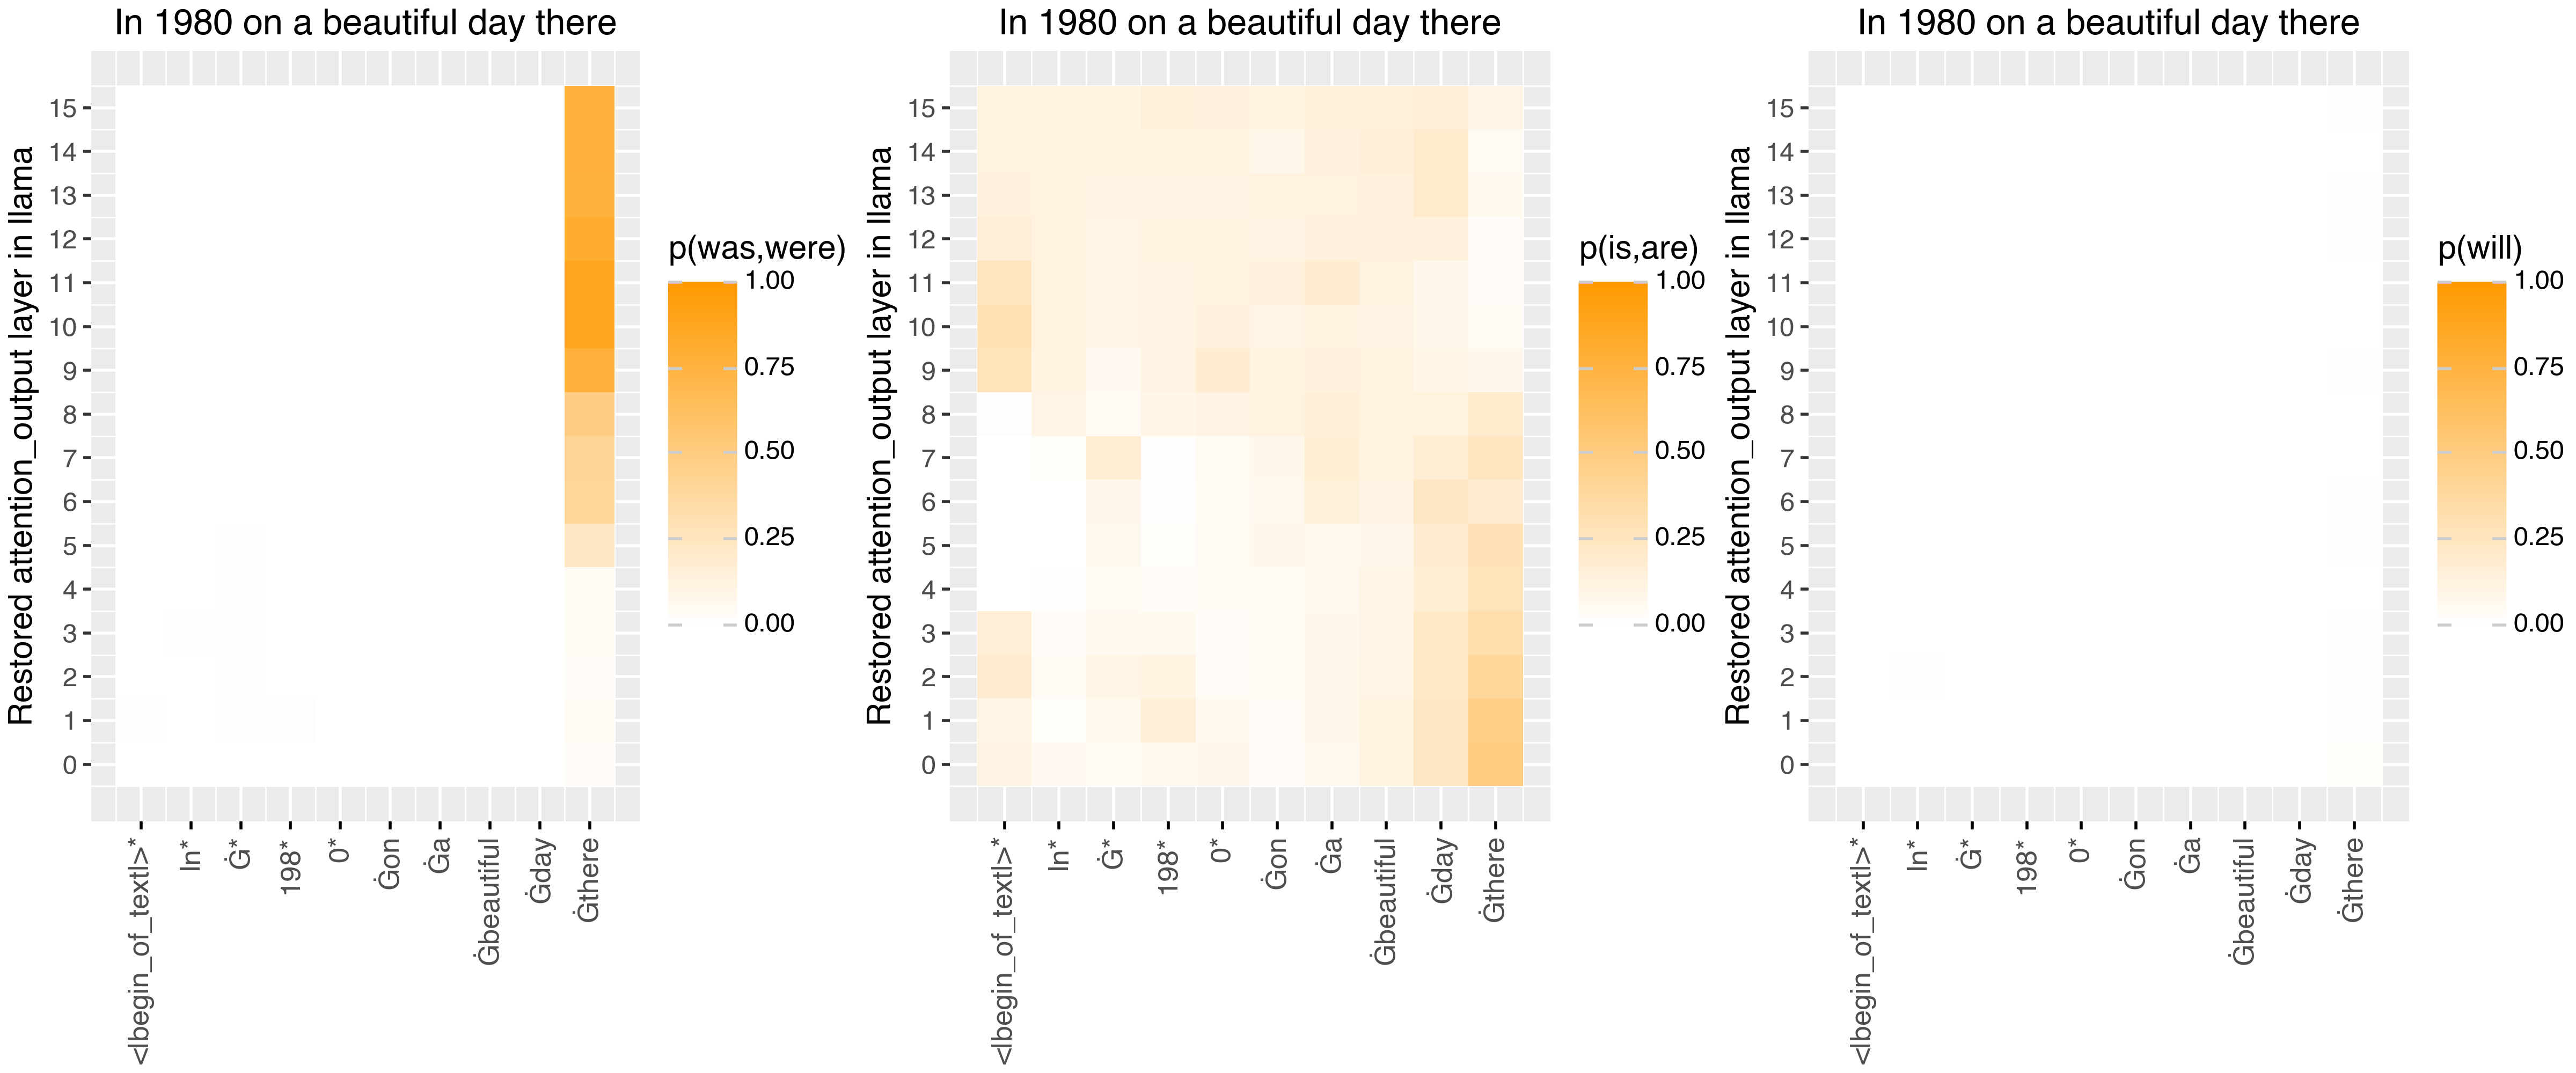 In 1980 on a beautiful day there
Restored attention_output layer in llama
15
14
13
12
11
10
9
8
7
6
5
4
3
2
1
0
<|begin_of_text|>*
In*
Ġ*
198*
0*
Ġon
Ġa
Ġbeautiful
Ġday
Ġthere
p(was,were)
1.00
0.75
0.50
0.25
0.00
In 1980 on a beautiful day there
Restored attention_output layer in llama
15
14
13
12
11
10
9
8
7
6
5
4
3
2
1
0
<|begin_of_text|>*
In*
Ġ*
198*
0*
Ġon
Ġa
Ġbeautiful
Ġday
Ġthere
p(is,are)
1.00
0.75
0.50
0.25
0.00
In 1980 on a beautiful day there
Restored attention_output layer in llama
15
14
13
12
11
10
9
8
7
6
5
4
3
2
1
0
<|begin_of_text|>*
In*
Ġ*
198*
0*
Ġon
Ġa
Ġbeautiful
Ġday
Ġthere
p(will)
1.00
0.75
0.50
0.25
0.00